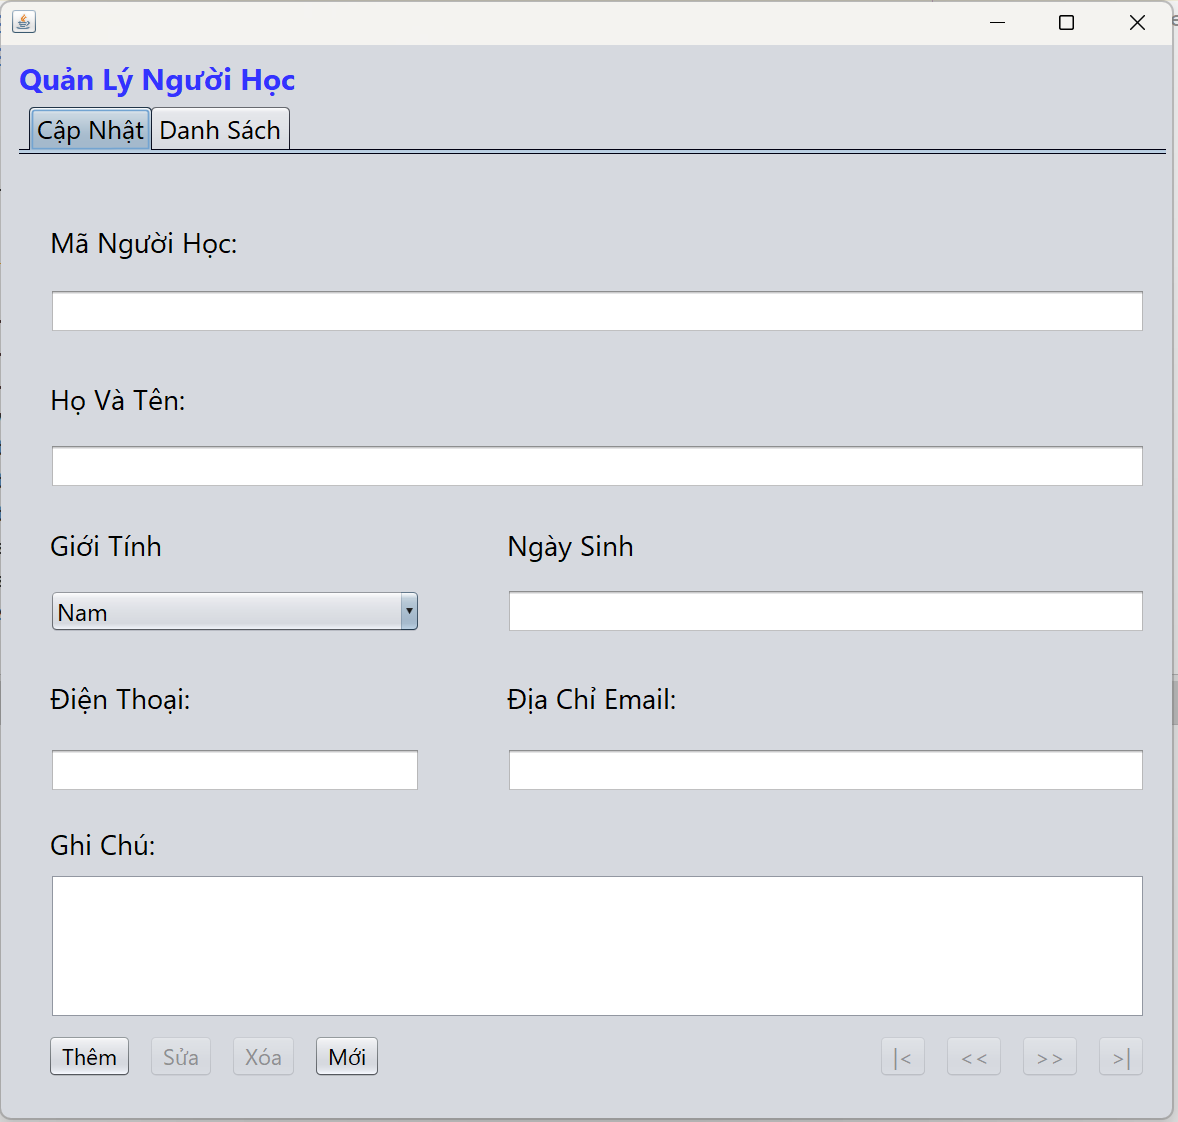 Quản Lý Người Học
Cập Nhật Danh Sách
Mã Người Học:
Họ Và Tên:
Giới Tính Ngày Sinh
Nam
Điện Thoại: Địa Chỉ Email:
Ghi Chú:
Thêm Sửa Xóa Mới |< << >> >|